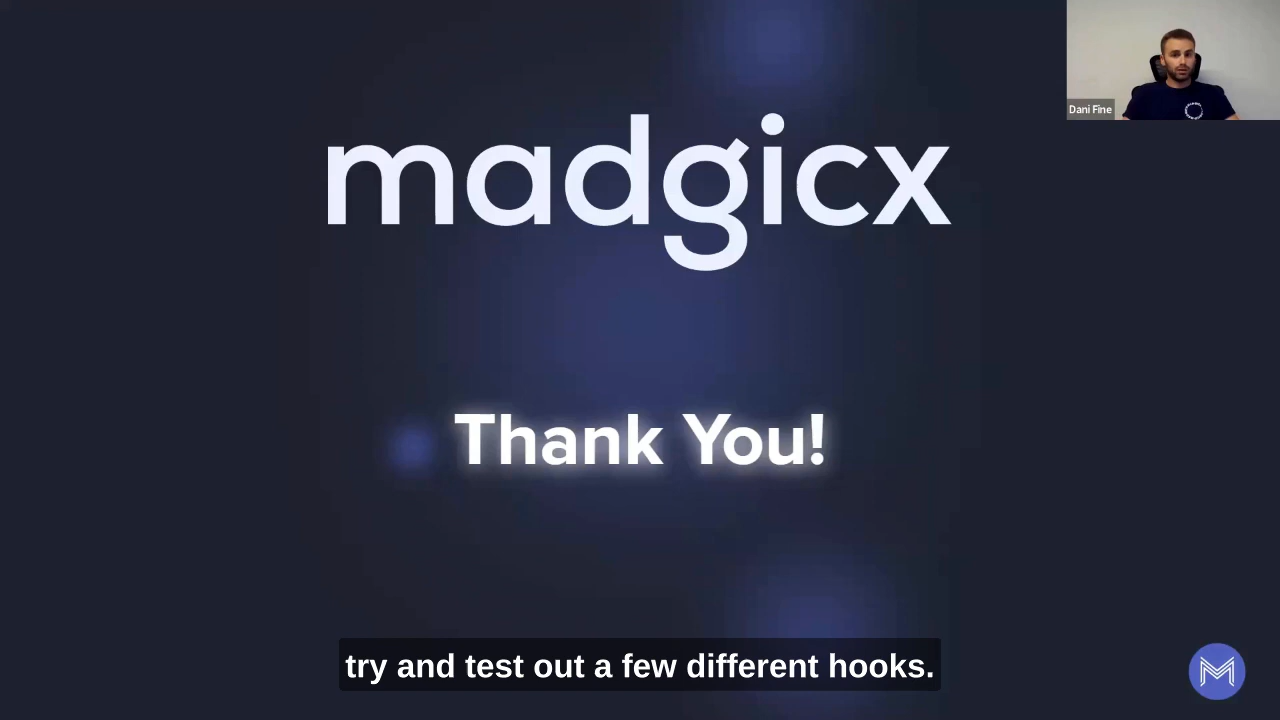 Dani Fine
madgicx
Thank You!
try and test out a few different hooks.